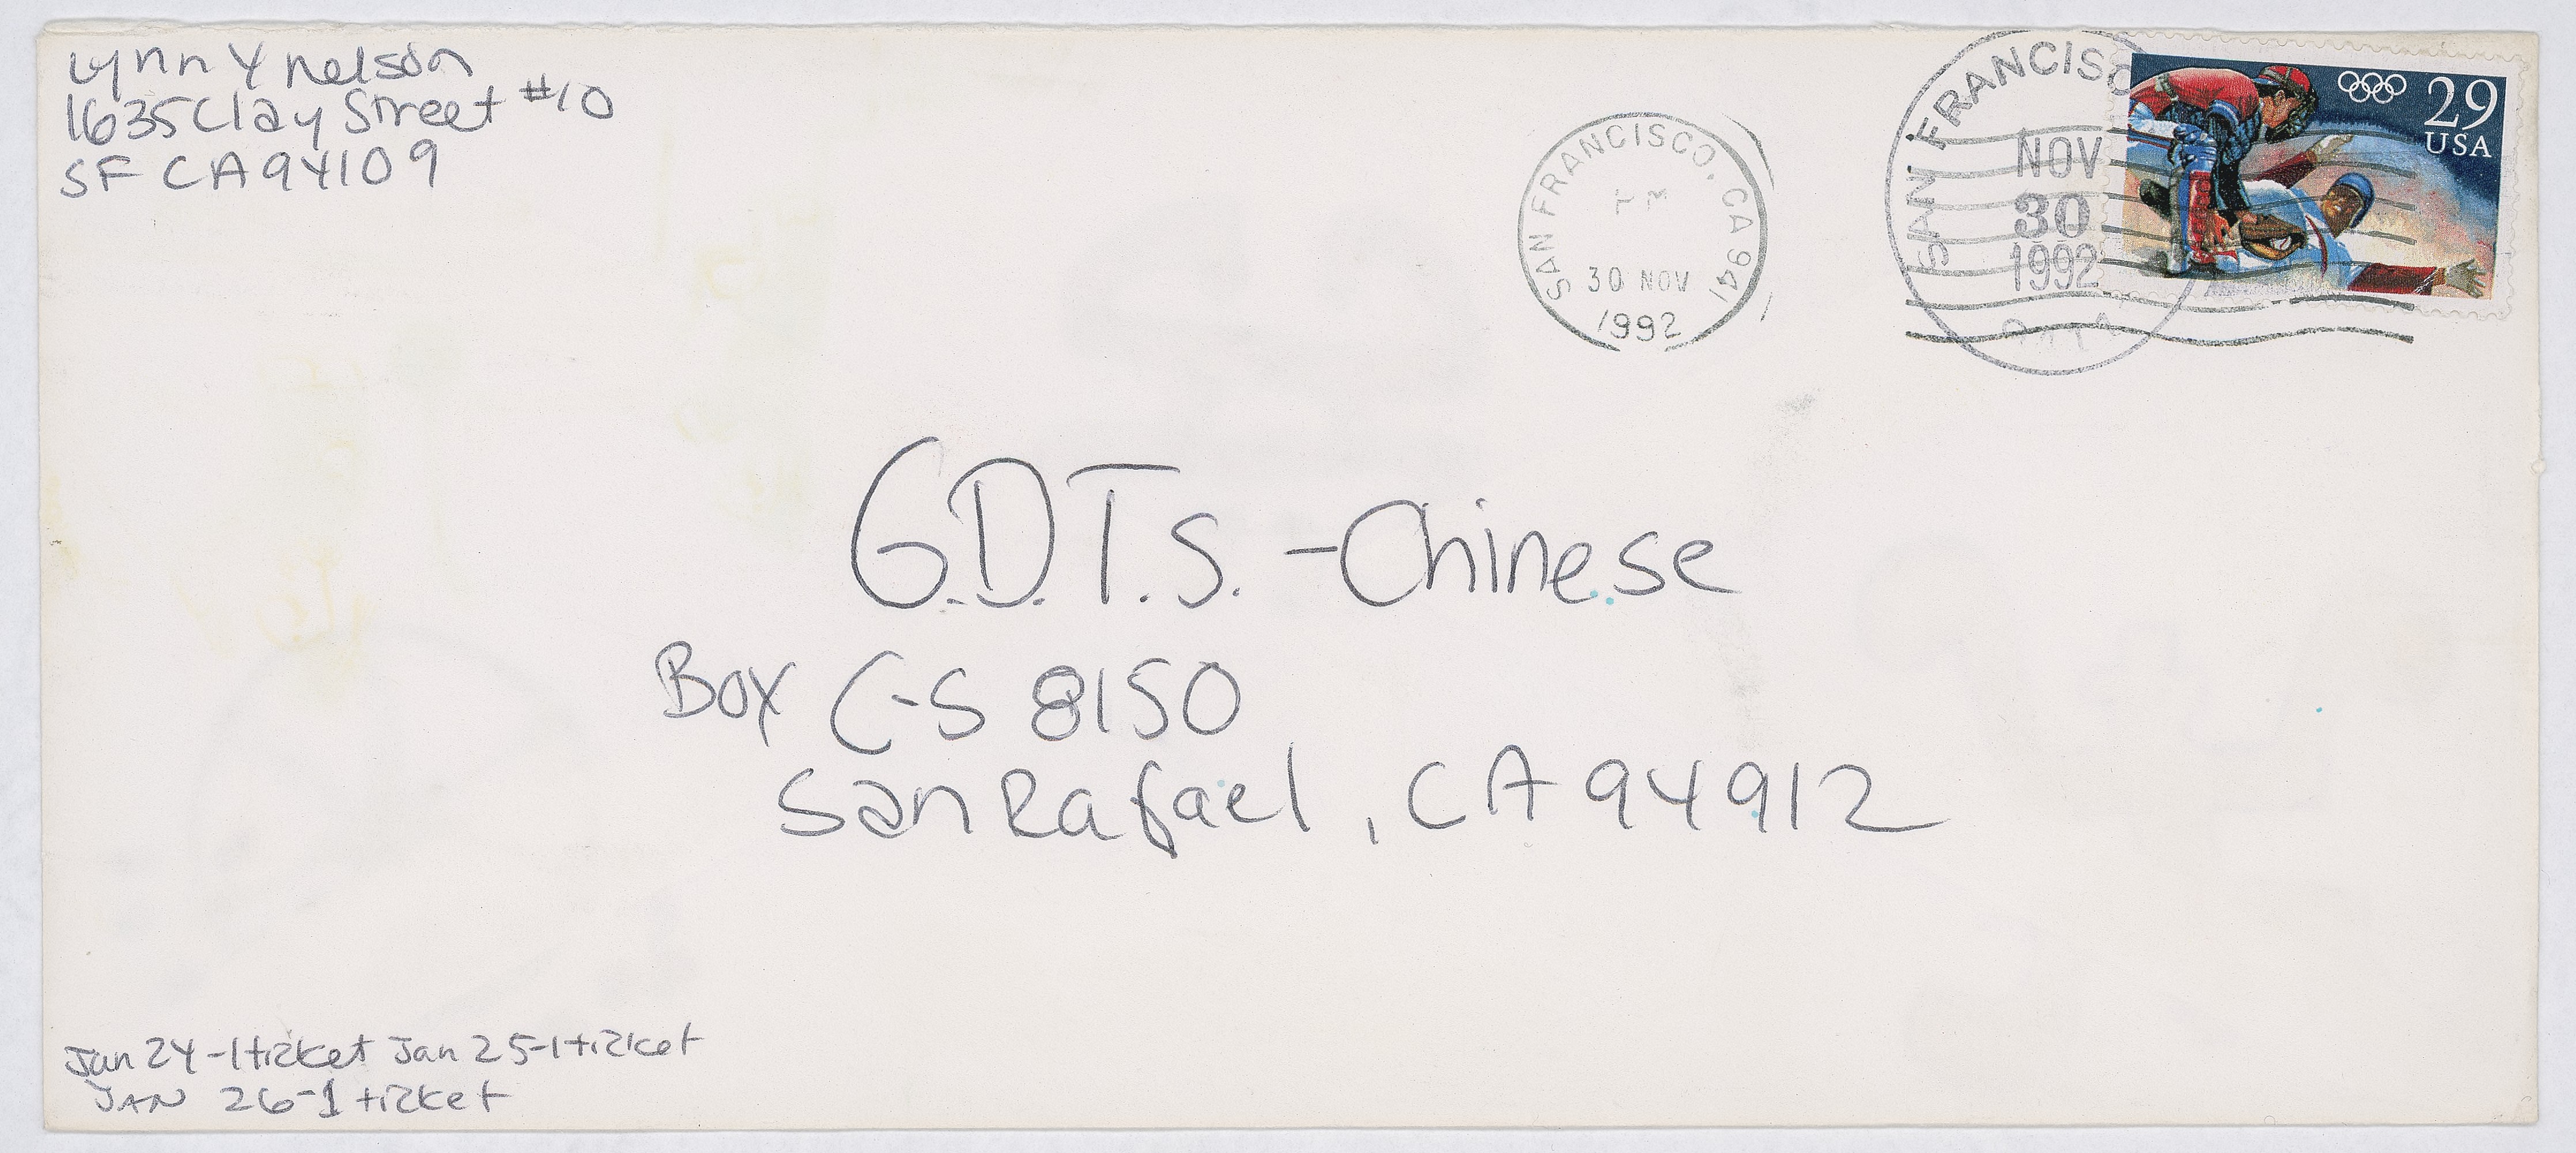 Lynn Y Nelson
1635 Clay Street #10
SF CA 94109
SAN FRANCISCO, CA 941
PM
30 NOV
1992
SAN FRANCISCO
NOV
30
1992
29
USA
G.D.T.S. - Chinese
Box C-S 8150
San Rafael, CA 94912
Jan 24 - 1 ticket Jan 25 - 1 ticket
JAN 26 - 1 ticket